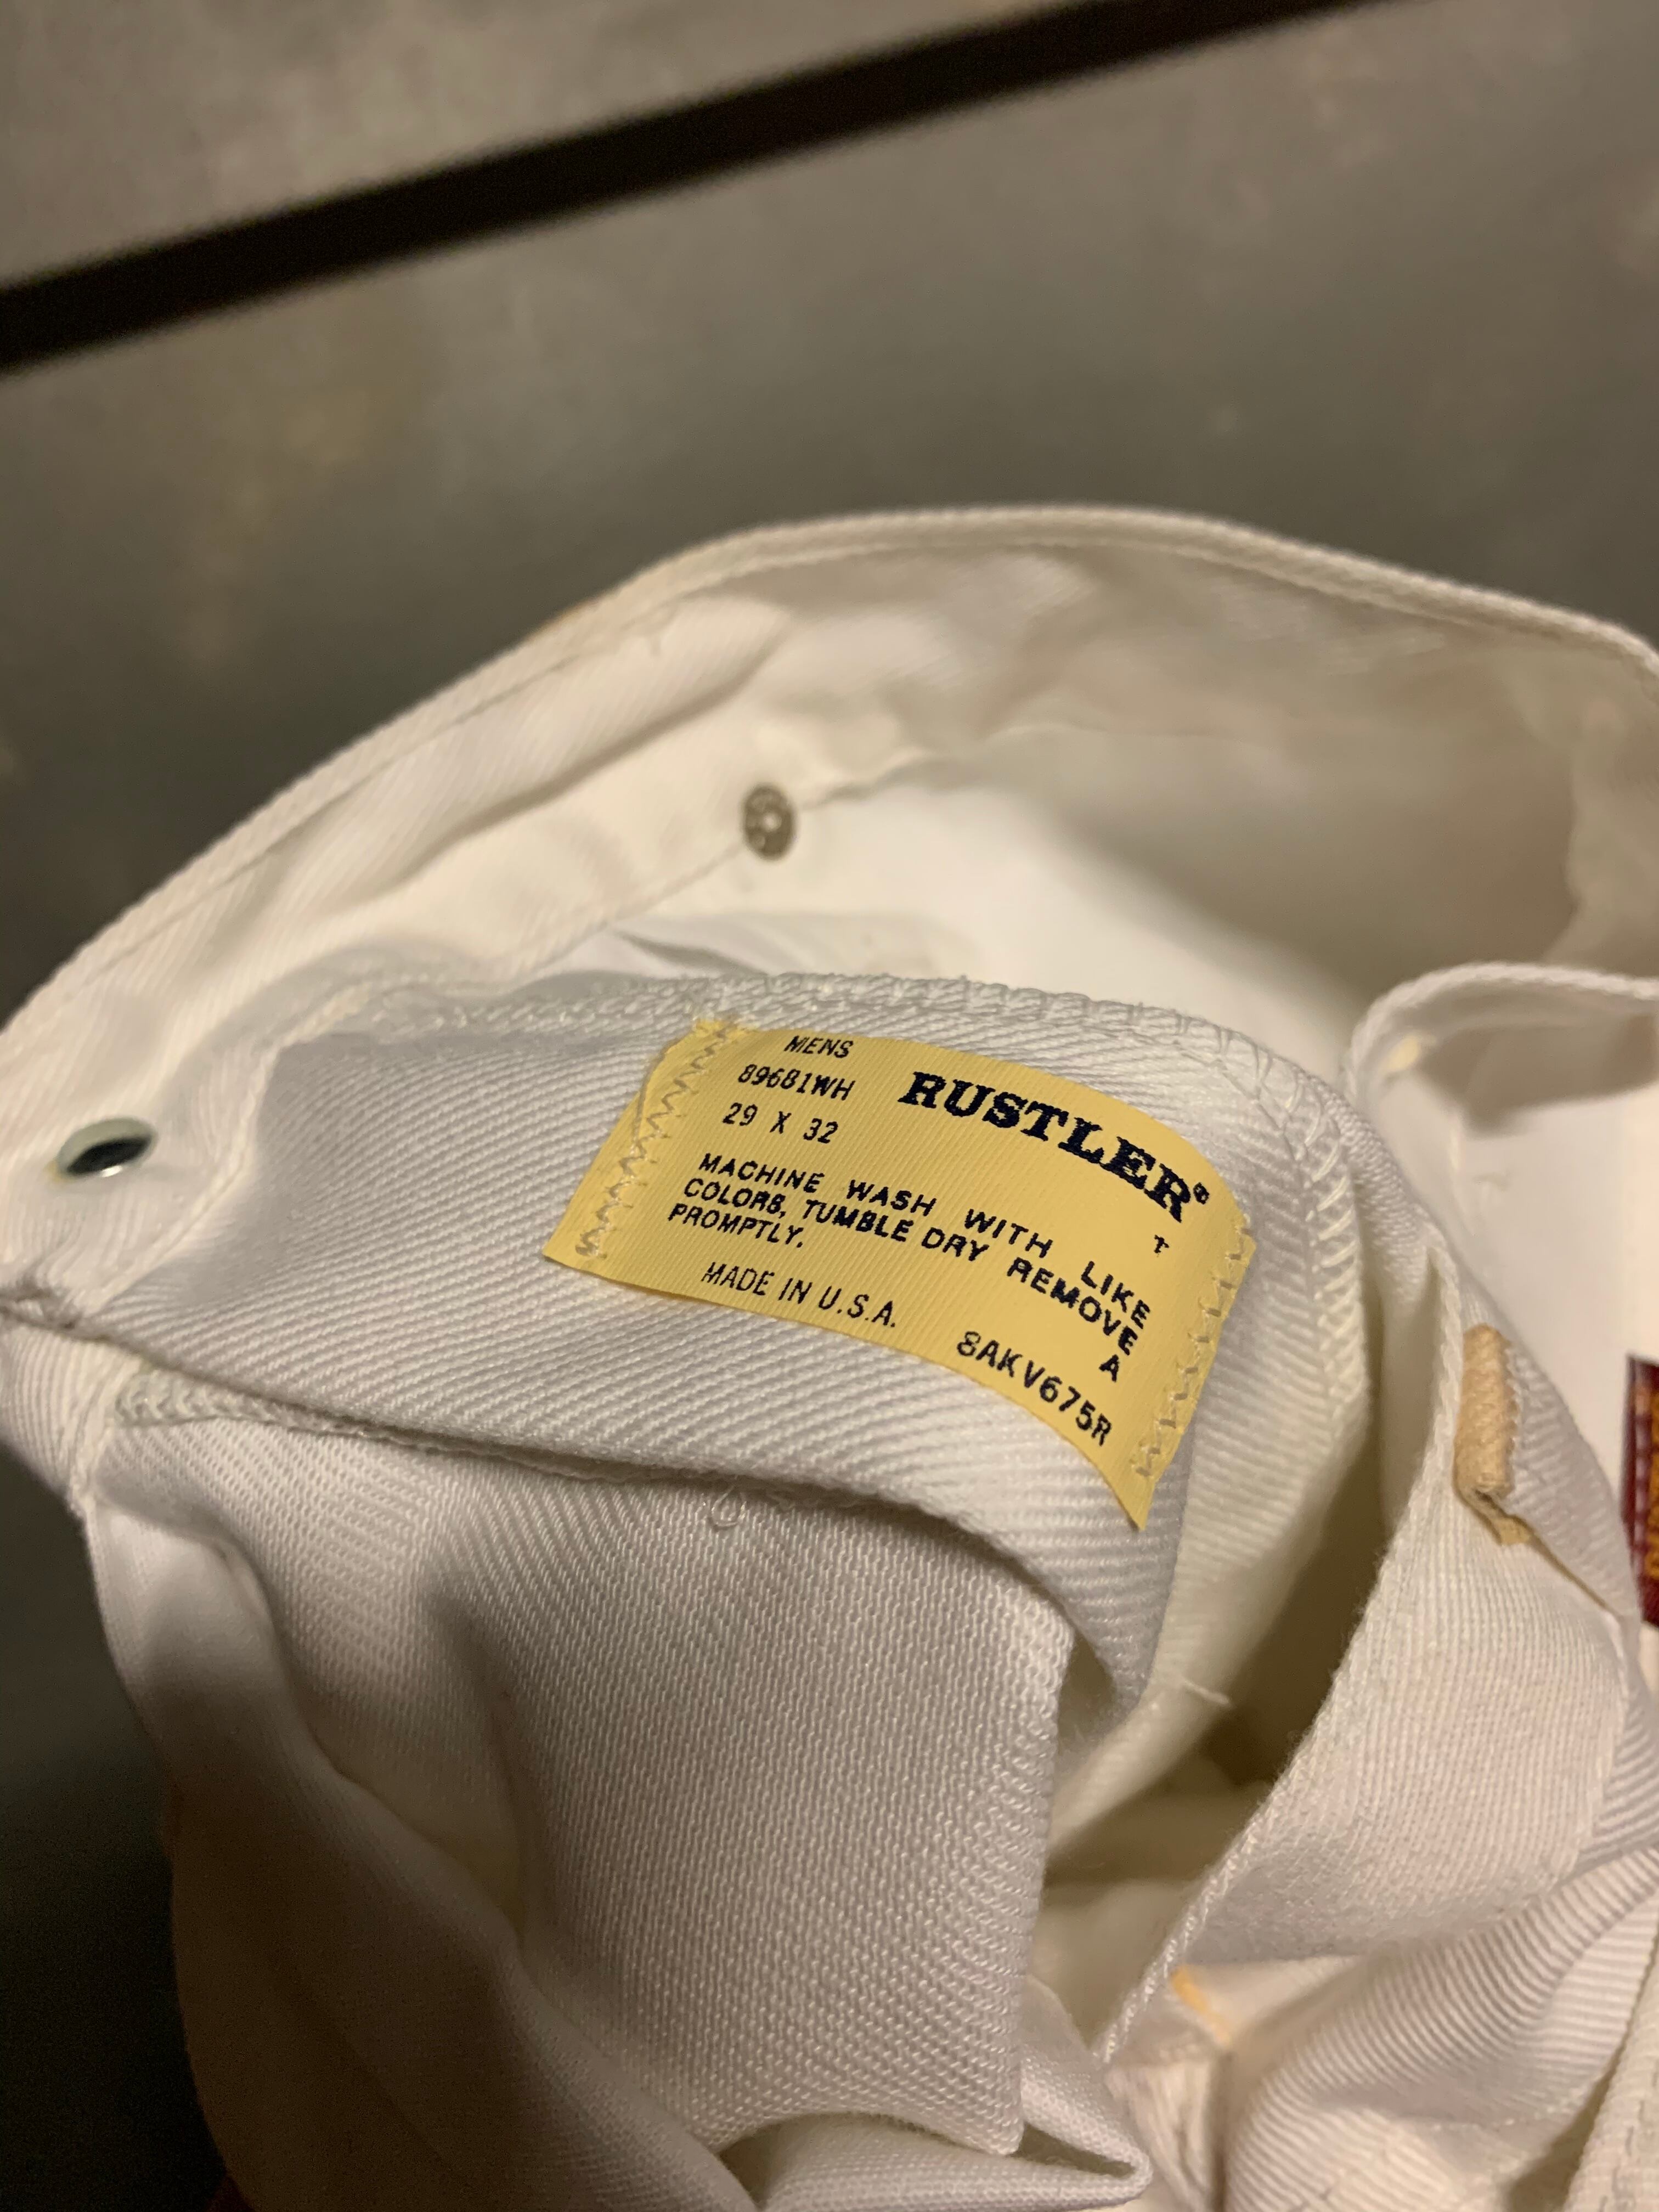 MENS
89681WH
29 X 32
RUSTLER®
T
MACHINE WASH WITH LIKE
COLORS, TUMBLE DRY REMOVE
PROMPTLY. A
MADE IN U.S.A. 8AKV675R